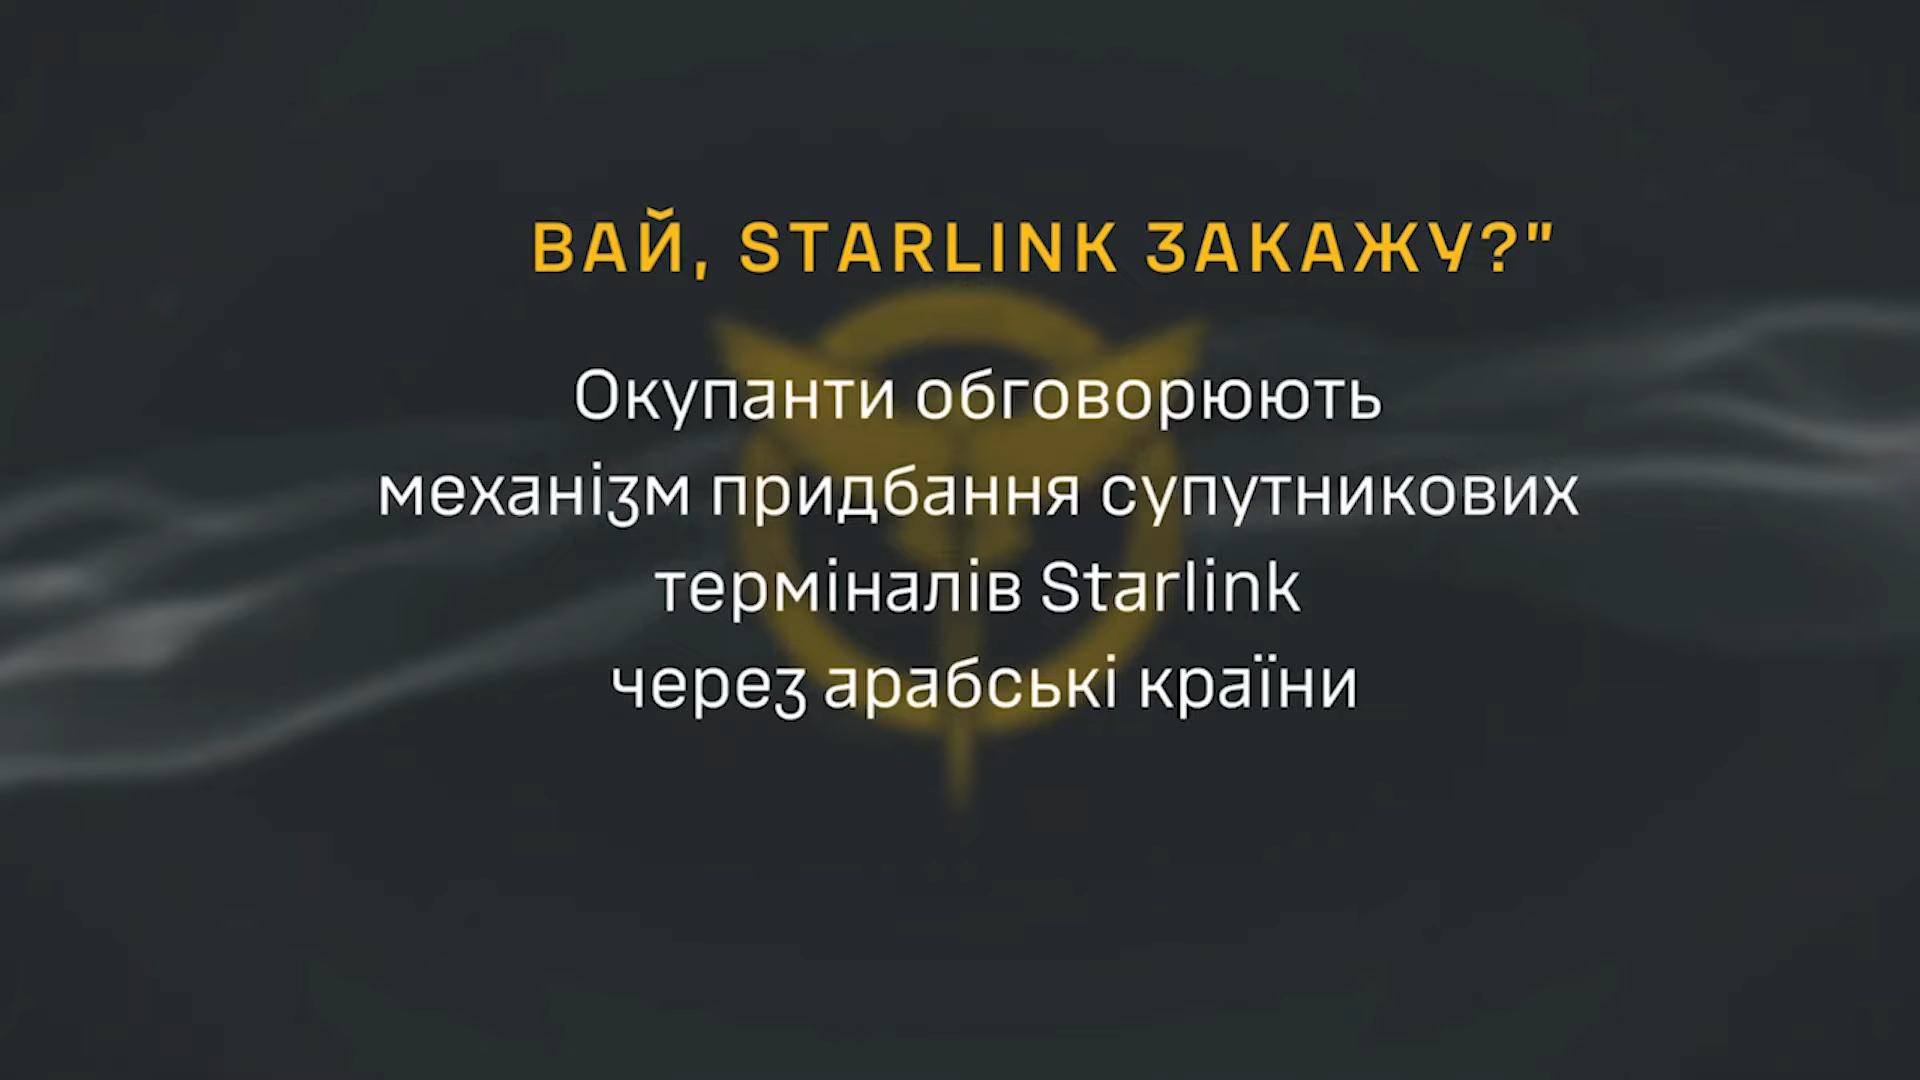 ВАЙ, STARLINK ЗАКАЖУ?"
Окупанти обговорюють
механізм придбання супутникових
терміналів Starlink
через арабські країни